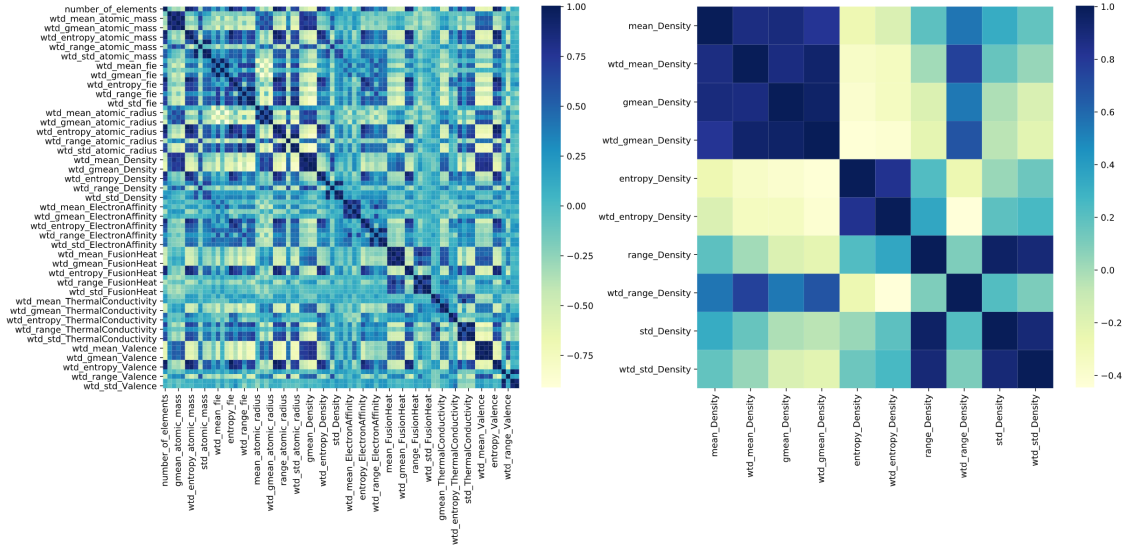 number_of_elements
wtd_mean_atomic_mass
wtd_gmean_atomic_mass
wtd_entropy_atomic_mass
wtd_range_atomic_mass
wtd_std_atomic_mass
wtd_mean_fie
wtd_gmean_fie
wtd_entropy_fie
wtd_range_fie
wtd_std_fie
wtd_mean_atomic_radius
wtd_gmean_atomic_radius
wtd_entropy_atomic_radius
wtd_range_atomic_radius
wtd_std_atomic_radius
wtd_mean_Density
wtd_gmean_Density
wtd_entropy_Density
wtd_range_Density
wtd_std_Density
wtd_mean_ElectronAffinity
wtd_gmean_ElectronAffinity
wtd_entropy_ElectronAffinity
wtd_range_ElectronAffinity
wtd_std_ElectronAffinity
wtd_mean_FusionHeat
wtd_gmean_FusionHeat
wtd_entropy_FusionHeat
wtd_range_FusionHeat
wtd_std_FusionHeat
wtd_mean_ThermalConductivity
wtd_gmean_ThermalConductivity
wtd_entropy_ThermalConductivity
wtd_range_ThermalConductivity
wtd_std_ThermalConductivity
wtd_mean_Valence
wtd_gmean_Valence
wtd_entropy_Valence
wtd_range_Valence
wtd_std_Valence
number_of_elements
gmean_atomic_mass
wtd_entropy_atomic_mass
std_atomic_mass
wtd_mean_fie
entropy_fie
wtd_range_fie
mean_atomic_radius
wtd_gmean_atomic_radius
range_atomic_radius
wtd_std_atomic_radius
gmean_Density
wtd_entropy_Density
std_Density
wtd_mean_ElectronAffinity
entropy_ElectronAffinity
wtd_range_ElectronAffinity
mean_FusionHeat
wtd_gmean_FusionHeat
range_FusionHeat
wtd_std_FusionHeat
gmean_ThermalConductivity
wtd_entropy_ThermalConductivity
std_ThermalConductivity
wtd_mean_Valence
entropy_Valence
wtd_range_Valence
1.00
0.75
0.50
0.25
0.00
−0.25
−0.50
−0.75
mean_Density
wtd_mean_Density
gmean_Density
wtd_gmean_Density
entropy_Density
wtd_entropy_Density
range_Density
wtd_range_Density
std_Density
wtd_std_Density
mean_Density
wtd_mean_Density
gmean_Density
wtd_gmean_Density
entropy_Density
wtd_entropy_Density
range_Density
wtd_range_Density
std_Density
wtd_std_Density
1.0
0.8
0.6
0.4
0.2
0.0
−0.2
−0.4